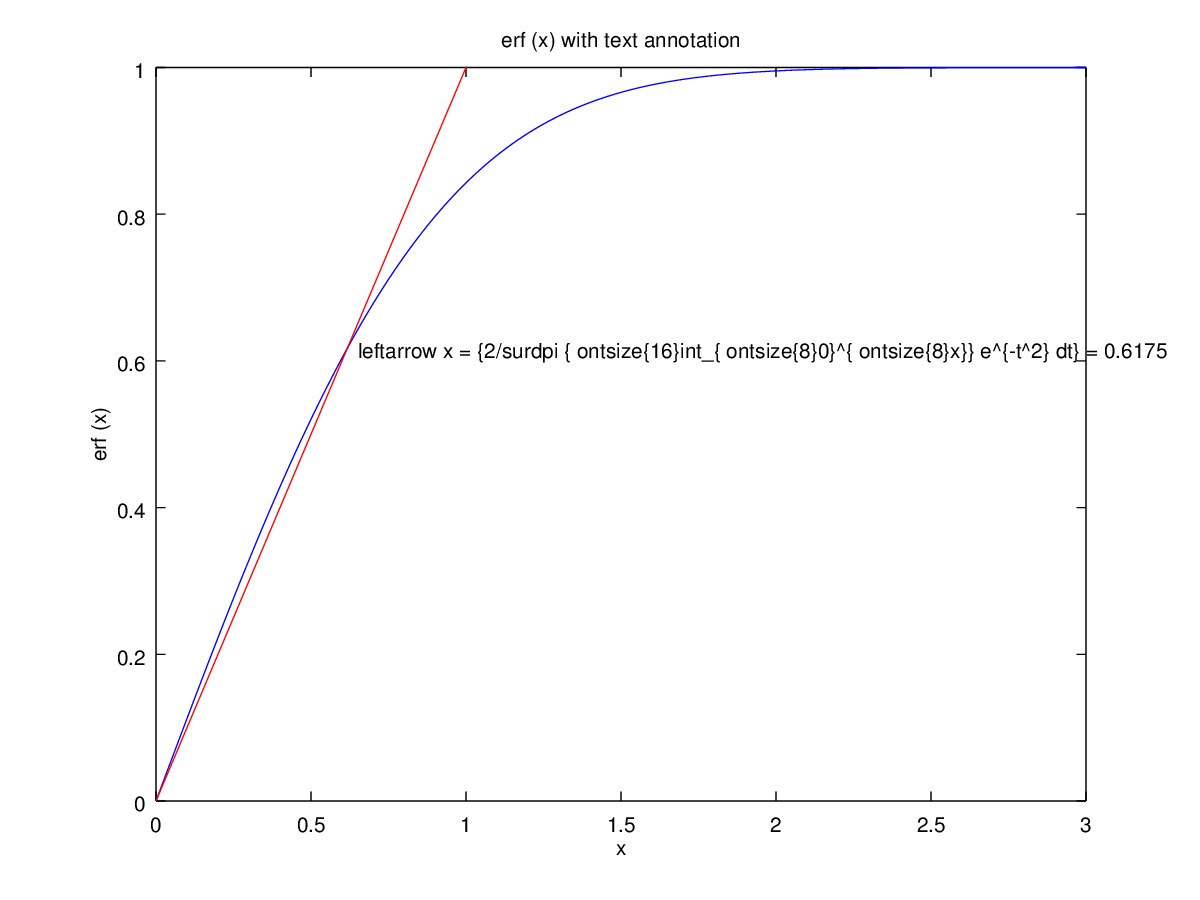 erf (x) with text annotation
1
0.8
leftarrow x = {2/surdpi { ontsize{16}int_{ ontsize{8}0}^{ ontsize{8}x}} e^{-t^2} dt} = 0.6175
0.6
erf (x)
0.4
0.2
0
0 0.5 1 1.5 2 2.5 3
x